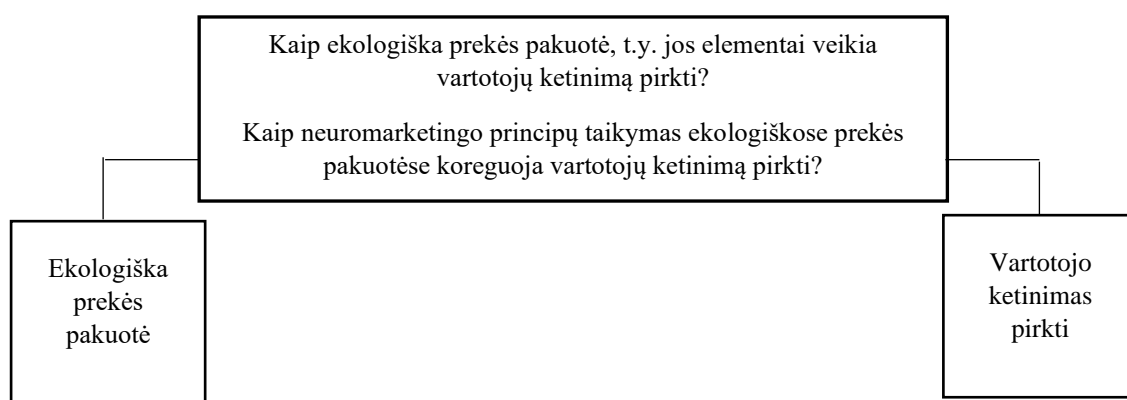 Kaip ekologiška prekės pakuotė, t.y. jos elementai veikia
vartotojų ketinimą pirkti?
Kaip neuromarketingo principų taikymas ekologiškose prekės
pakuotėse koreguoja vartotojų ketinimą pirkti?
Ekologiška
prekės
pakuotė
Vartotojo
ketinimas
pirkti